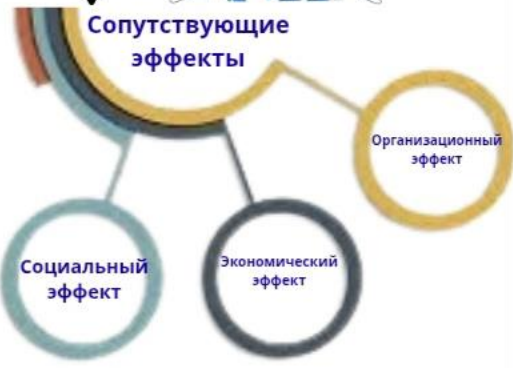 Сопутствующие
эффекты
Организационный
эффект
Социальный
эффект
Экономический
эффект